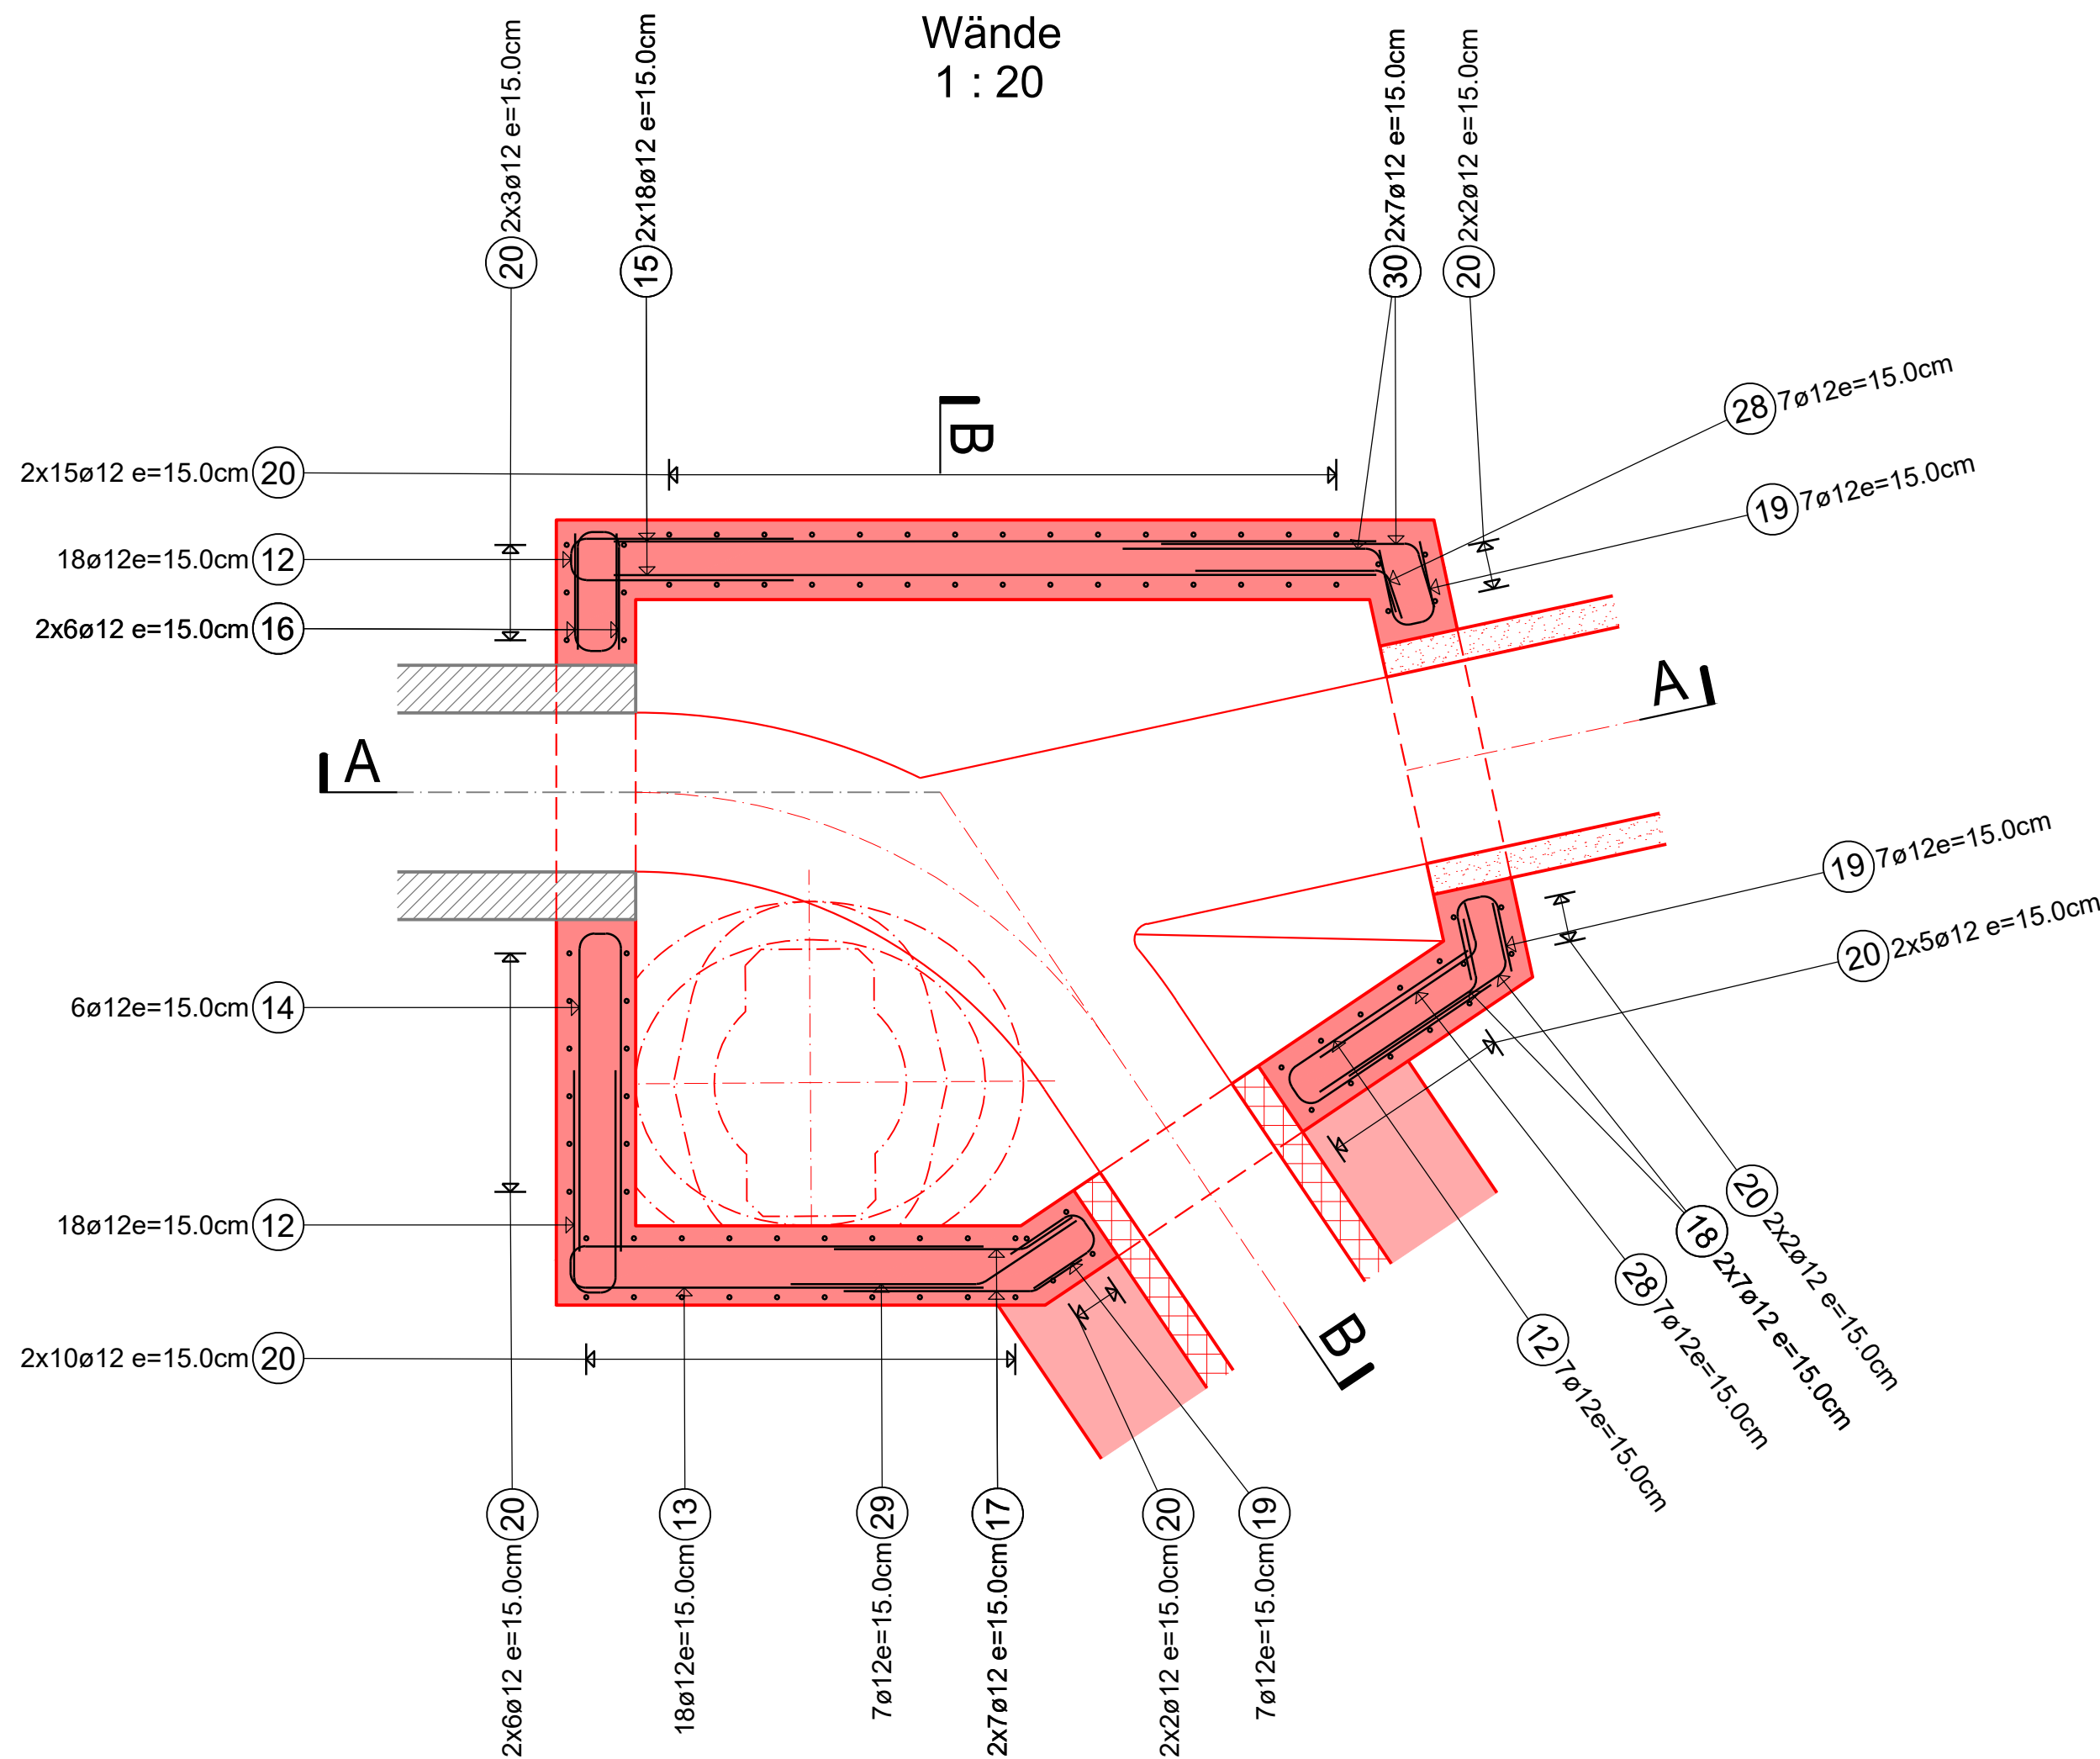 Wände
1 : 20
20 2x3ø12 e=15.0cm
15 2x18ø12 e=15.0cm
30 2x7ø12 e=15.0cm
20 2x2ø12 e=15.0cm
28 7ø12e=15.0cm
19 7ø12e=15.0cm
B
2x15ø12 e=15.0cm 20
18ø12e=15.0cm 12
2x6ø12 e=15.0cm 16
A
A
19 7ø12e=15.0cm
20 2x5ø12 e=15.0cm
6ø12e=15.0cm 14
18ø12e=15.0cm 12
2x10ø12 e=15.0cm 20
20 2x2ø12 e=15.0cm
18 2x7ø12 e=15.0cm
28 7ø12e=15.0cm
12 7ø12e=15.0cm
B
20 2x6ø12 e=15.0cm
13 18ø12e=15.0cm
29 7ø12e=15.0cm
17 2x7ø12 e=15.0cm
20 2x2ø12 e=15.0cm
19 7ø12e=15.0cm